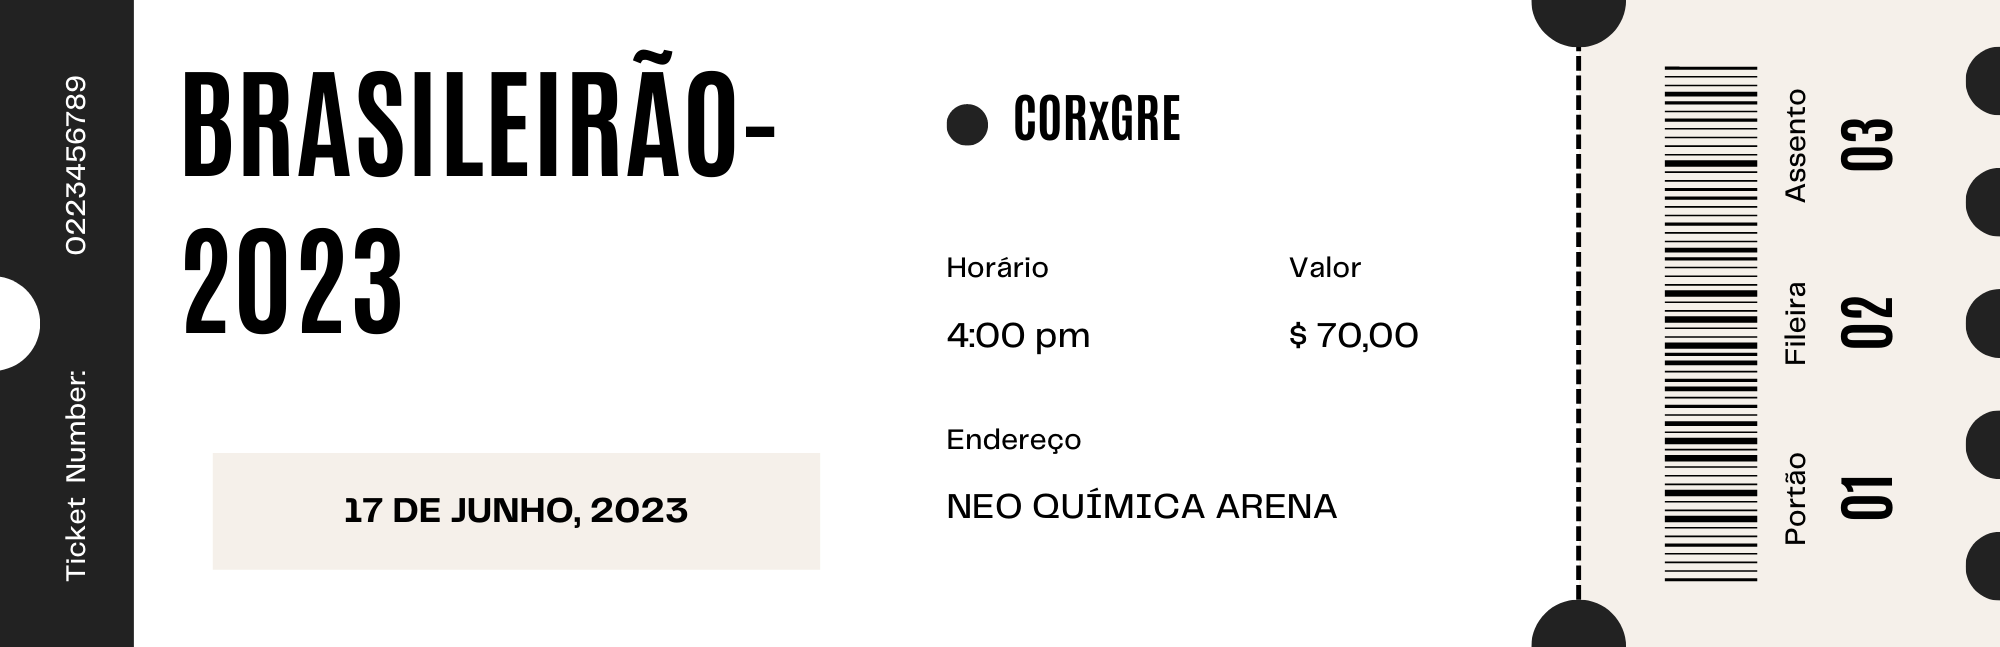 Ticket Number: 0223456789
BRASILEIRÃO-
2023
17 DE JUNHO, 2023
CORxGRE
Horário
4:00 pm
Valor
$ 70,00
Endereço
NEO QUÍMICA ARENA
Portão
01
Fileira
02
Assento
03